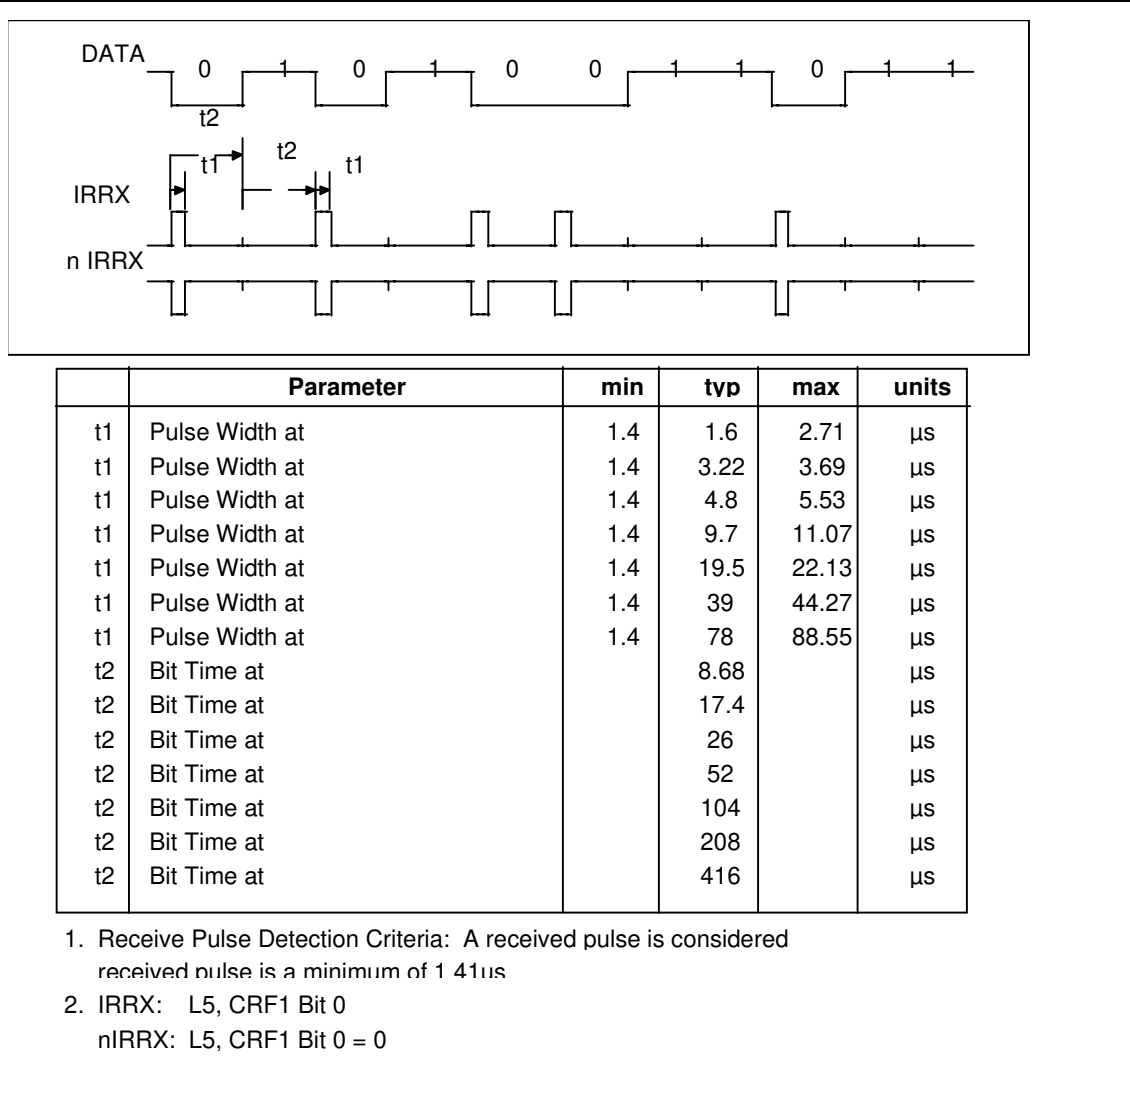 DATA 0 1 0 1 0 0 1 1 0 1 1
t2
t2
t1 t1
IRRX
n IRRX
Parameter min typ max units
t1 Pulse Width at 1.4 1.6 2.71 µs
t1 Pulse Width at 1.4 3.22 3.69 µs
t1 Pulse Width at 1.4 4.8 5.53 µs
t1 Pulse Width at 1.4 9.7 11.07 µs
t1 Pulse Width at 1.4 19.5 22.13 µs
t1 Pulse Width at 1.4 39 44.27 µs
t1 Pulse Width at 1.4 78 88.55 µs
t2 Bit Time at 8.68 µs
t2 Bit Time at 17.4 µs
t2 Bit Time at 26 µs
t2 Bit Time at 52 µs
t2 Bit Time at 104 µs
t2 Bit Time at 208 µs
t2 Bit Time at 416 µs
1. Receive Pulse Detection Criteria: A received pulse is considered
received pulse is a minimum of 1.41µs
2. IRRX: L5, CRF1 Bit 0
nIRRX: L5, CRF1 Bit 0 = 0